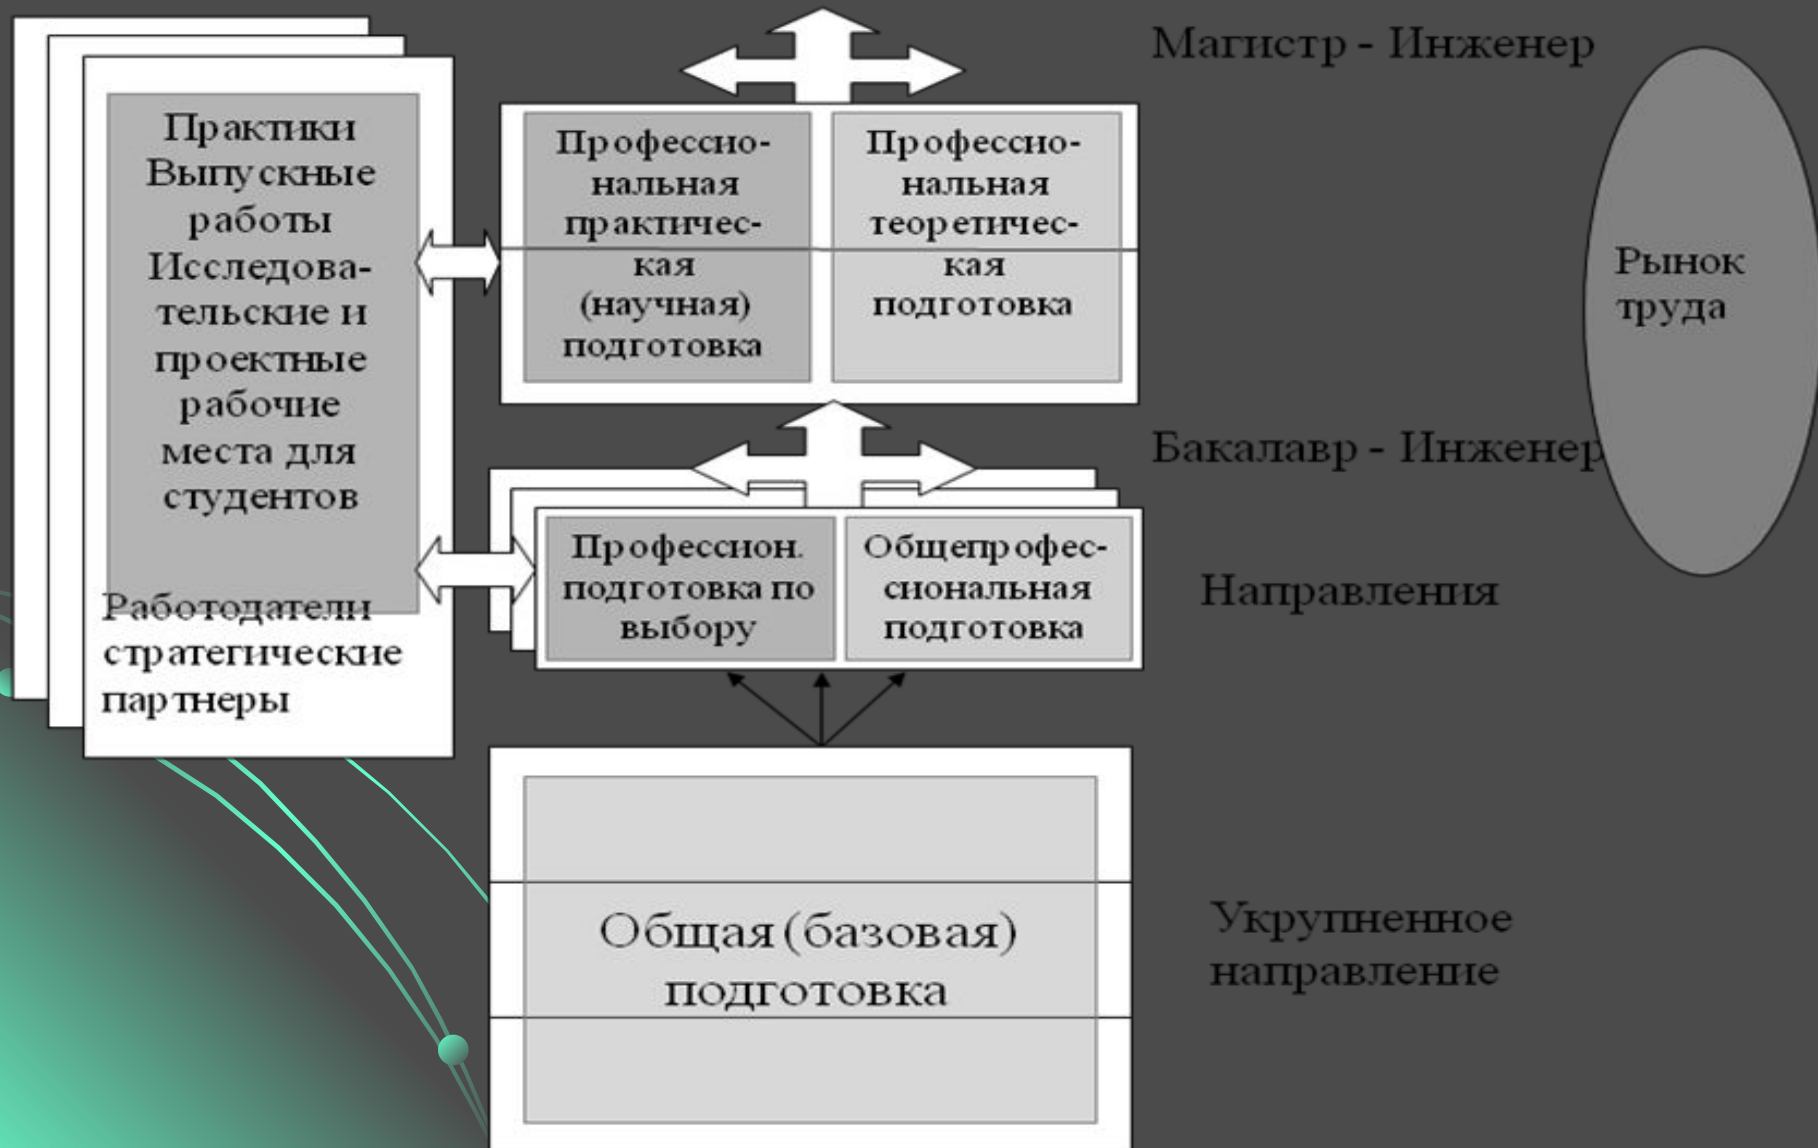 Практики
Выпускные
работы
Исследова-
тельские и
проектные
рабочие
места для
студентов
Работодатели
стратегические
партнеры
Профессио-
нальная
практичес-
кая
(научная)
подготовка
Профессио-
нальная
теоретичес-
кая
подготовка
Магистр - Инженер
Рынок
труда
Бакалавр - Инженер
Профессион.
подготовка по
выбору
Общепрофес-
сиональная
подготовка
Направления
Общая (базовая)
подготовка
Укрупненное
направление